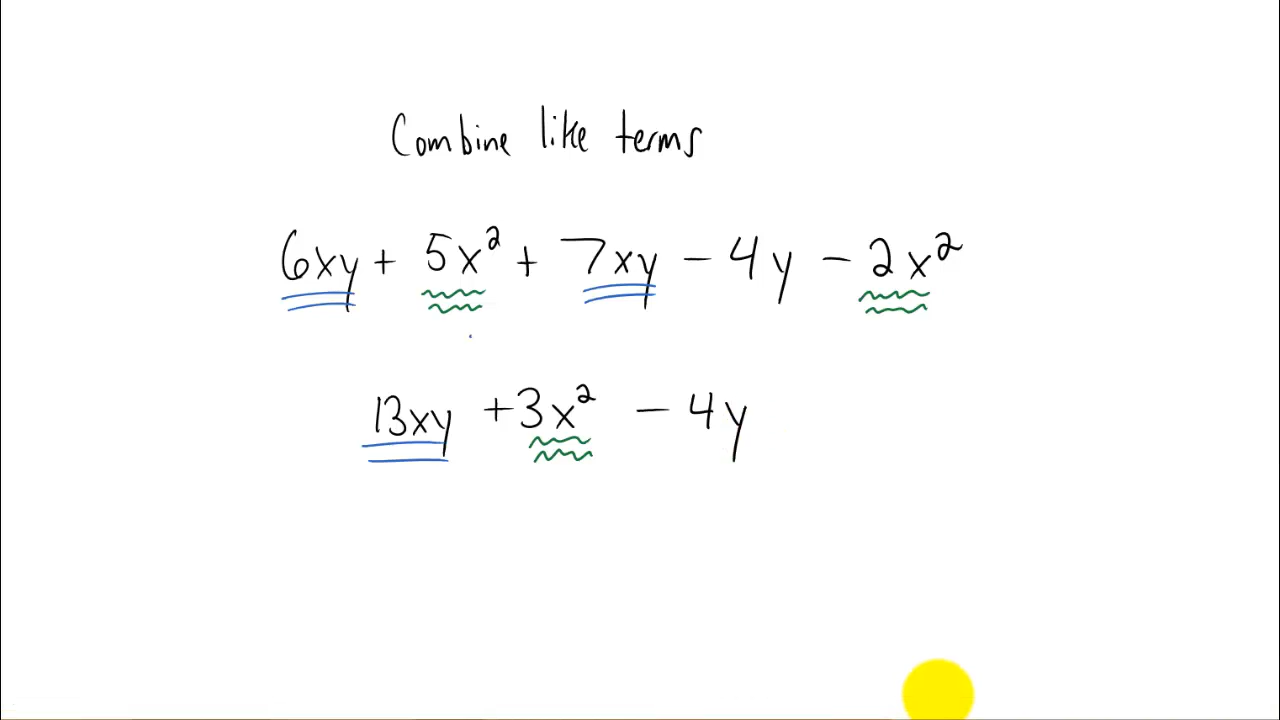 Combine like terms
6xy + 5x² + 7xy - 4y - 2x²
13xy + 3x² - 4y